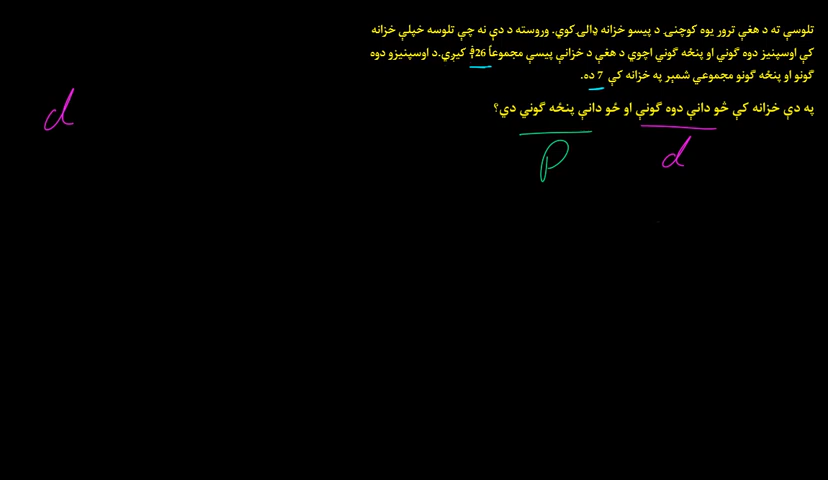 تلوسې ته د هغې ترور یوه کوچنۍ د پیسو خزانه ډالۍ کوي. وروسته د دې نه چې تلوسه خپلې خزانه
کې اوسپنیز دوه ګوني او پنځه ګوني اچوي د هغې د خزانې پیسې مجموعاً 26؋ کیږي.د اوسپنیزو دوه
ګونو او پنځه ګونو مجموعي شمېر په خزانه کې 7 ده.
په دې خزانه کې څو دانې دوه ګونې او څو دانې پنځه ګوني دي؟
d
p d